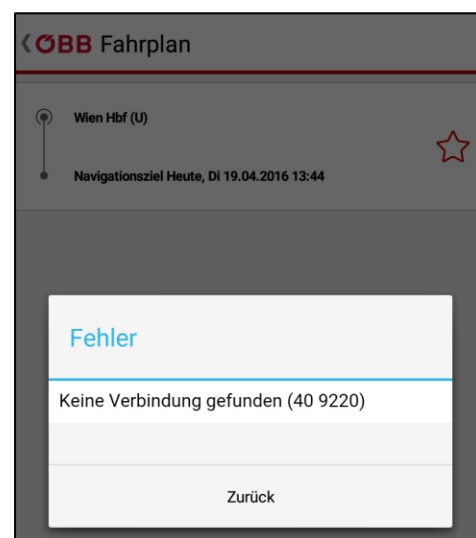 ÖBB Fahrplan
Wien Hbf (U)
Navigationsziel Heute, Di 19.04.2016 13:44
Fehler
Keine Verbindung gefunden (40 9220)
Zurück